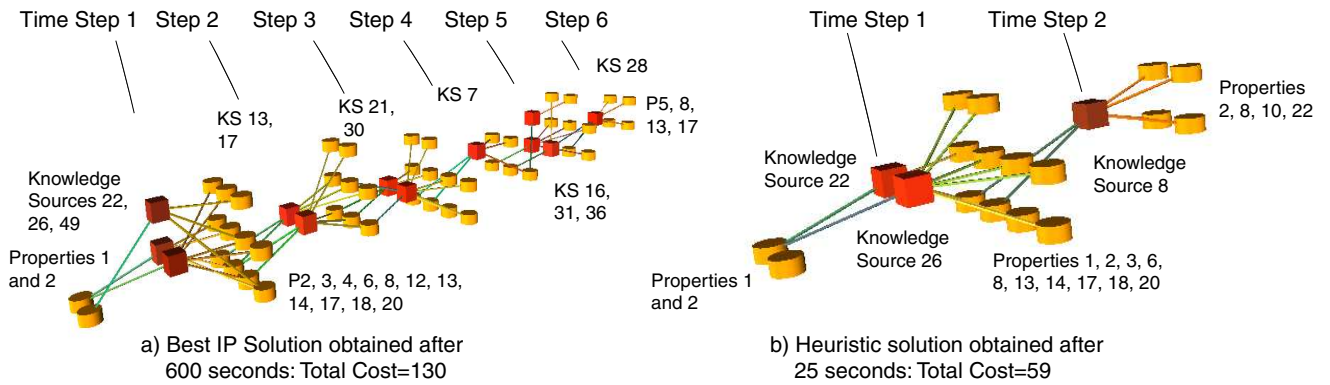 Time Step 1
Step 2
Step 3
Step 4
Step 5
Step 6
KS 28
KS 7
P5, 8,
13, 17
KS 21,
30
KS 13,
17
Knowledge
Sources 22,
26, 49
KS 16,
31, 36
Properties 1
and 2
P2, 3, 4, 6, 8, 12, 13,
14, 17, 18, 20
a) Best IP Solution obtained after
600 seconds: Total Cost=130
Time Step 1
Time Step 2
Properties
2, 8, 10, 22
Knowledge
Source 22
Knowledge
Source 8
Knowledge
Source 26
Properties 1
and 2
Properties 1, 2, 3, 6,
8, 13, 14, 17, 18, 20
b) Heuristic solution obtained after
25 seconds: Total Cost=59